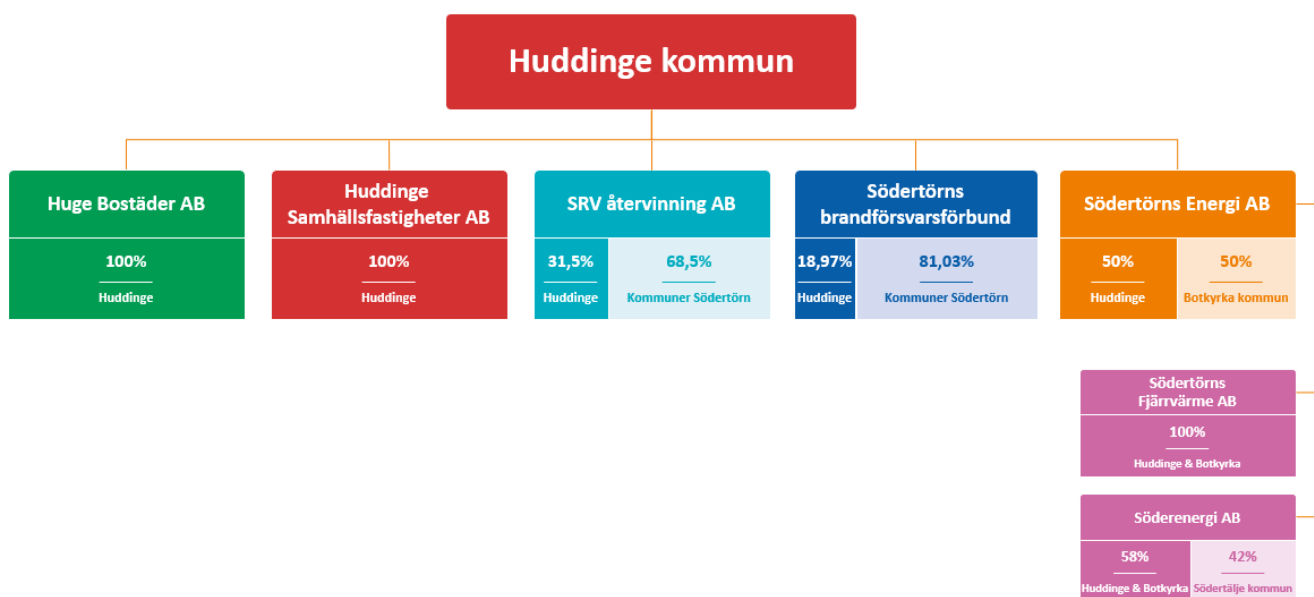 Huddinge kommun
Huge Bostäder AB
100%
Huddinge
Huddinge
Samhällsfastigheter AB
100%
Huddinge
SRV återvinning AB
31,5%
Huddinge
68,5%
Kommuner Södertörn
Södertörns
brandförsvarsförbund
18,97%
Huddinge
81,03%
Kommuner Södertörn
Södertörns Energi AB
50%
Huddinge
50%
Botkyrka kommun
Södertörns
Fjärrvärme AB
100%
Huddinge & Botkyrka
Söderenergi AB
58%
Huddinge & Botkyrka
42%
Södertälje kommun